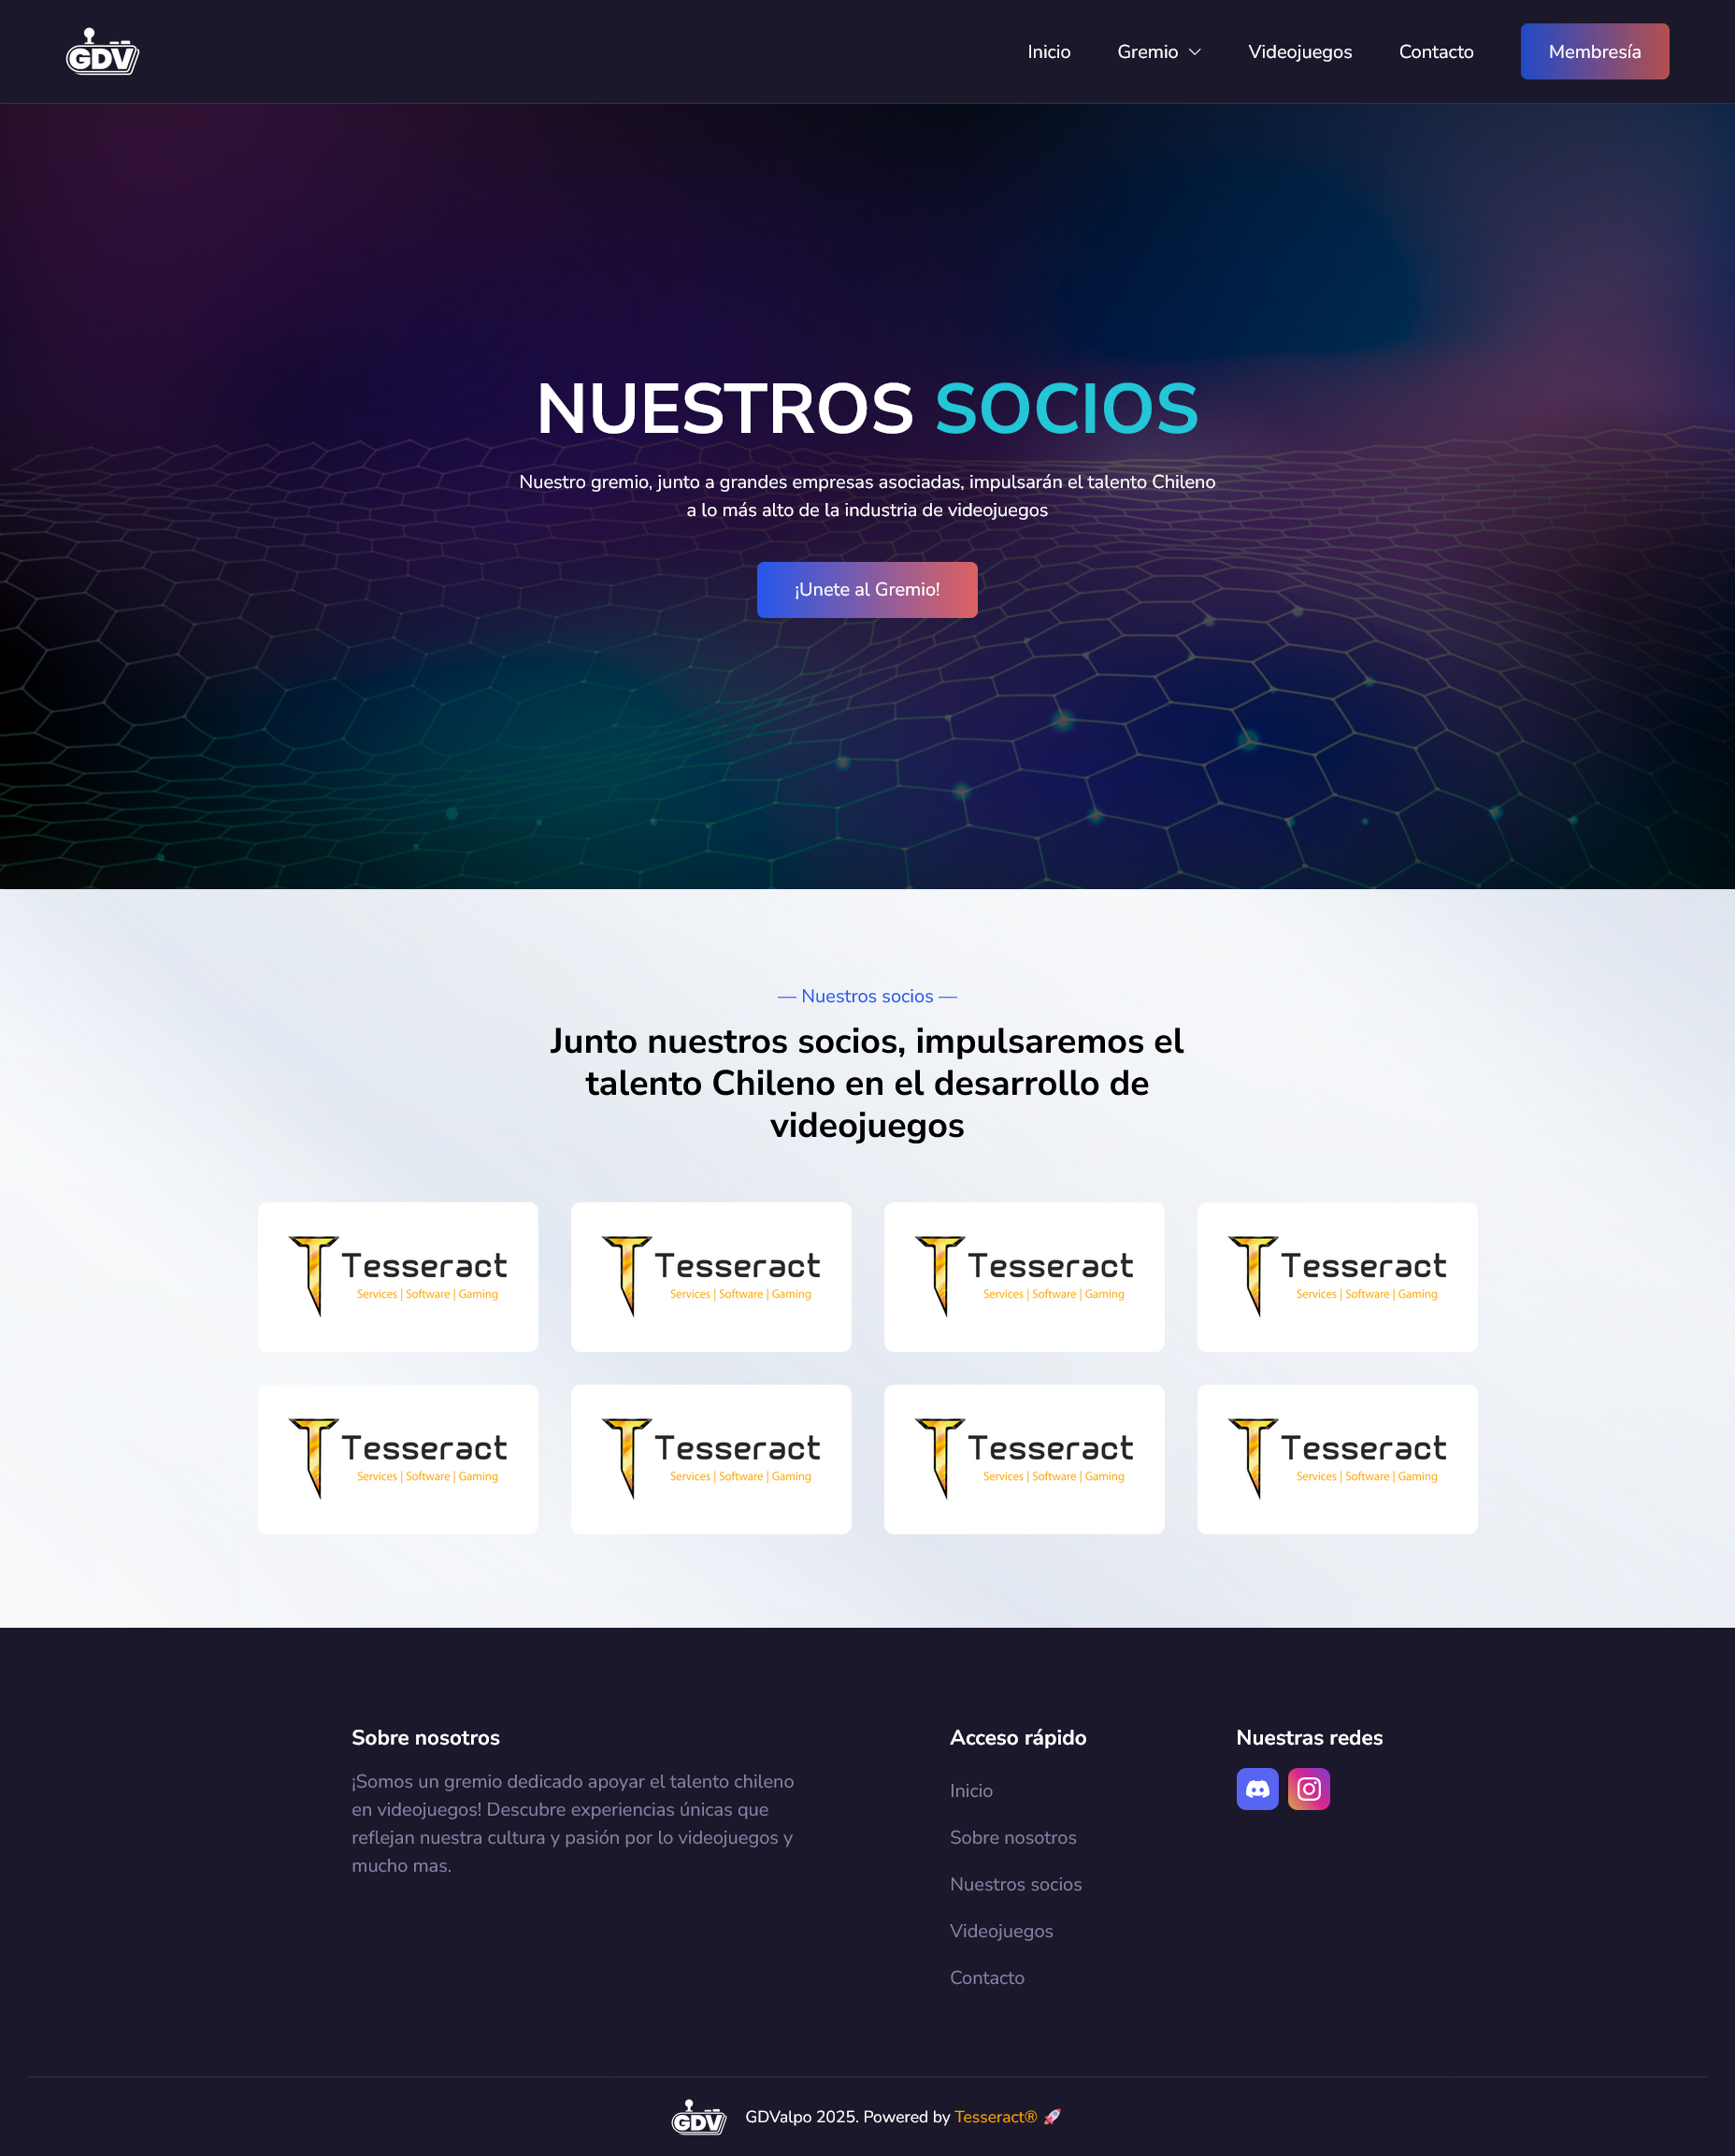 GDV
Inicio
Gremio
Videojuegos
Contacto
Membresía
NUESTROS SOCIOS
Nuestro gremio, junto a grandes empresas asociadas, impulsarán el talento Chileno
a lo más alto de la industria de videojuegos
¡Unete al Gremio!
— Nuestros socios —
Junto nuestros socios, impulsaremos el
talento Chileno en el desarrollo de
videojuegos
Tesseract
Services | Software | Gaming
Tesseract
Services | Software | Gaming
Tesseract
Services | Software | Gaming
Tesseract
Services | Software | Gaming
Tesseract
Services | Software | Gaming
Tesseract
Services | Software | Gaming
Tesseract
Services | Software | Gaming
Tesseract
Services | Software | Gaming
Sobre nosotros
¡Somos un gremio dedicado apoyar el talento chileno
en videojuegos! Descubre experiencias únicas que
reflejan nuestra cultura y pasión por lo videojuegos y
mucho mas.
Acceso rápido
Inicio
Sobre nosotros
Nuestros socios
Videojuegos
Contacto
Nuestras redes
GDV
GDValpo 2025. Powered by Tesseract® 🚀